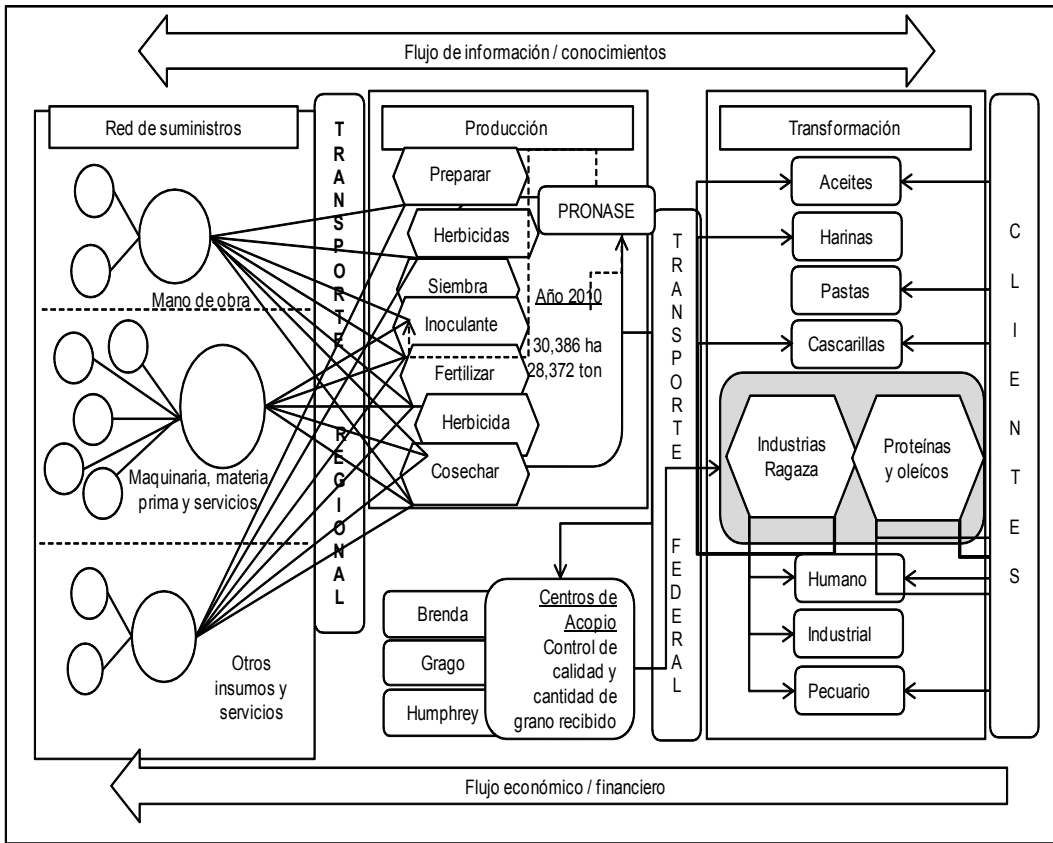 Flujo de información / conocimientos
Red de suministros
Mano de obra
Maquinaria, materia
prima y servicios
Otros
insumos y
servicios
TRANSPORTE REGIONAL
Producción
Preparar
Herbicidas
Siembra
Inoculante
Fertilizar
Herbicida
Cosechar
PRONASE
Año 2010
30,386 ha
28,372 ton
Brenda
Grago
Humphrey
Centros de
Acopio
Control de
calidad y
cantidad de
grano recibido
TRANSPORTE FEDERAL
Transformación
Aceites
Harinas
Pastas
Cascarillas
Industrias
Ragaza
Proteínas
y oleícos
Humano
Industrial
Pecuario
CLIENTES
Flujo económico / financiero